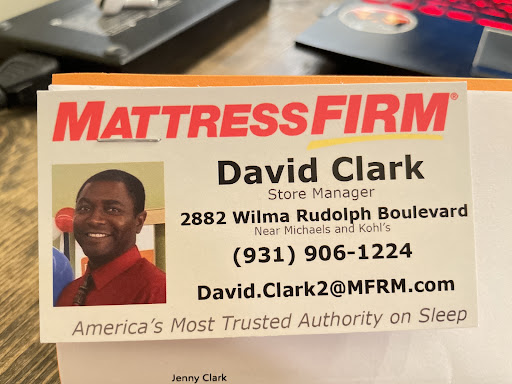 MATTRESSFIRM®
David Clark
Store Manager
2882 Wilma Rudolph Boulevard
Near Michaels and Kohl's
(931) 906-1224
David.Clark2@MFRM.com
America's Most Trusted Authority on Sleep
Jenny Clark